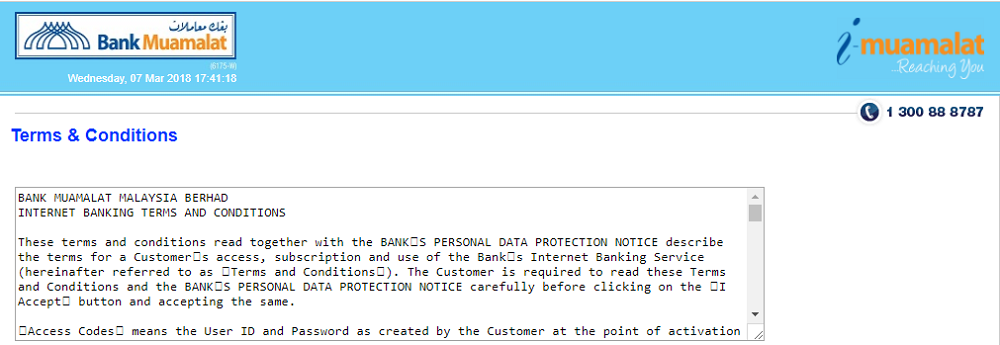 بنك معاملات
Bank Muamalat
(6175-W)
Wednesday, 07 Mar 2018 17:41:18
i-muamalat
...Reaching You
1 300 88 8787
Terms & Conditions
BANK MUAMALAT MALAYSIA BERHAD
INTERNET BANKING TERMS AND CONDITIONS
These terms and conditions read together with the BANK□S PERSONAL DATA PROTECTION NOTICE describe
the terms for a Customer□s access, subscription and use of the Bank□s Internet Banking Service
(hereinafter referred to as □Terms and Conditions□). The Customer is required to read these Terms
and Conditions and the BANK□S PERSONAL DATA PROTECTION NOTICE carefully before clicking on the □I
Accept□ button and accepting the same.
□Access Codes□ means the User ID and Password as created by the Customer at the point of activation